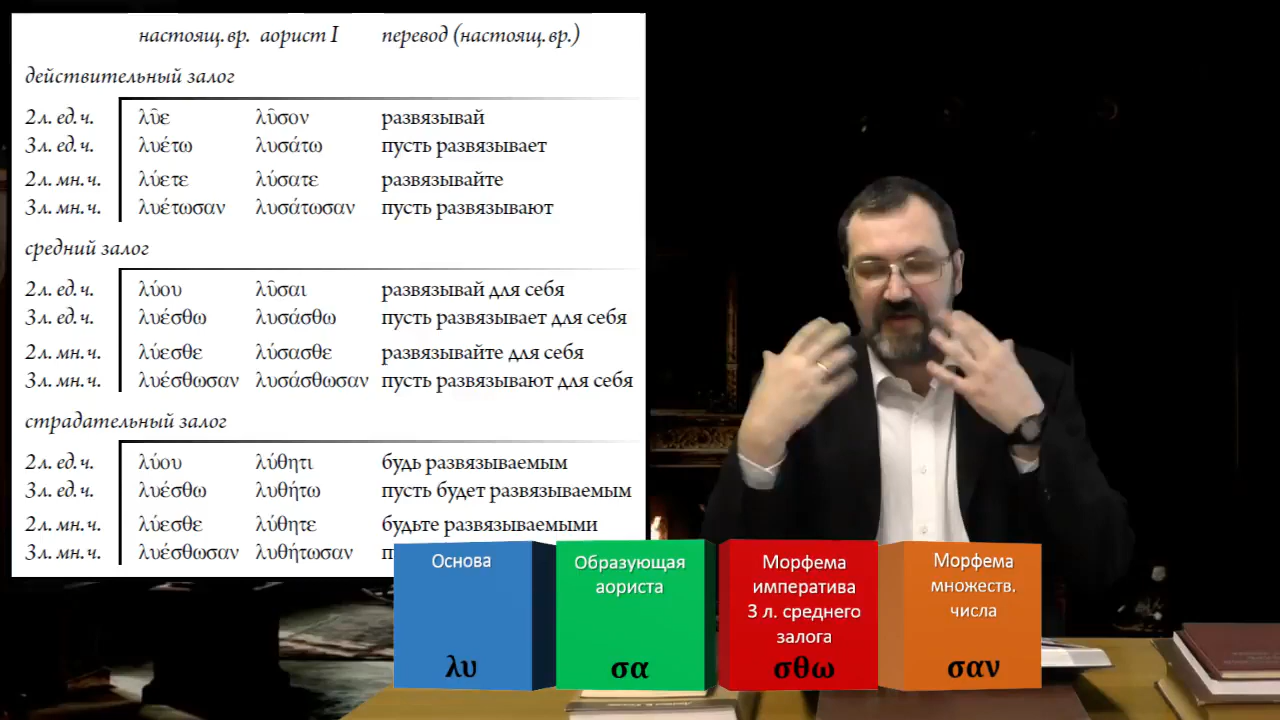 настоящ.вр. аорист I перевод (настоящ.вр.)
действительный залог
2л. ед.ч. λῦε λῦσον развязывай
3л. ед.ч. λυέτω λυσάτω пусть развязывает
2л. мн.ч. λύετε λύσατε развязывайте
3л. мн.ч. λυέτωσαν λυσάτωσαν пусть развязывают
средний залог
2л. ед.ч. λύου λῦσαι развязывай для себя
3л. ед.ч. λυέσθω λυσάσθω пусть развязывает для себя
2л. мн.ч. λύεσθε λύσασθε развязывайте для себя
3л. мн.ч. λυέσθωσαν λυσάσθωσαν пусть развязывают для себя
страдательный залог
2л. ед.ч. λύου λύθητι будь развязываемым
3л. ед.ч. λυέσθω λυθήτω пусть будет развязываемым
2л. мн.ч. λύεσθε λύθητε будьте развязываемыми
3л. мн.ч. λυέσθωσαν λυθήτωσαν
Основа
λυ
Образующая
аориста
σα
Морфема
императива
3 л. среднего
залога
σθω
Морфема
множеств.
числа
σαν